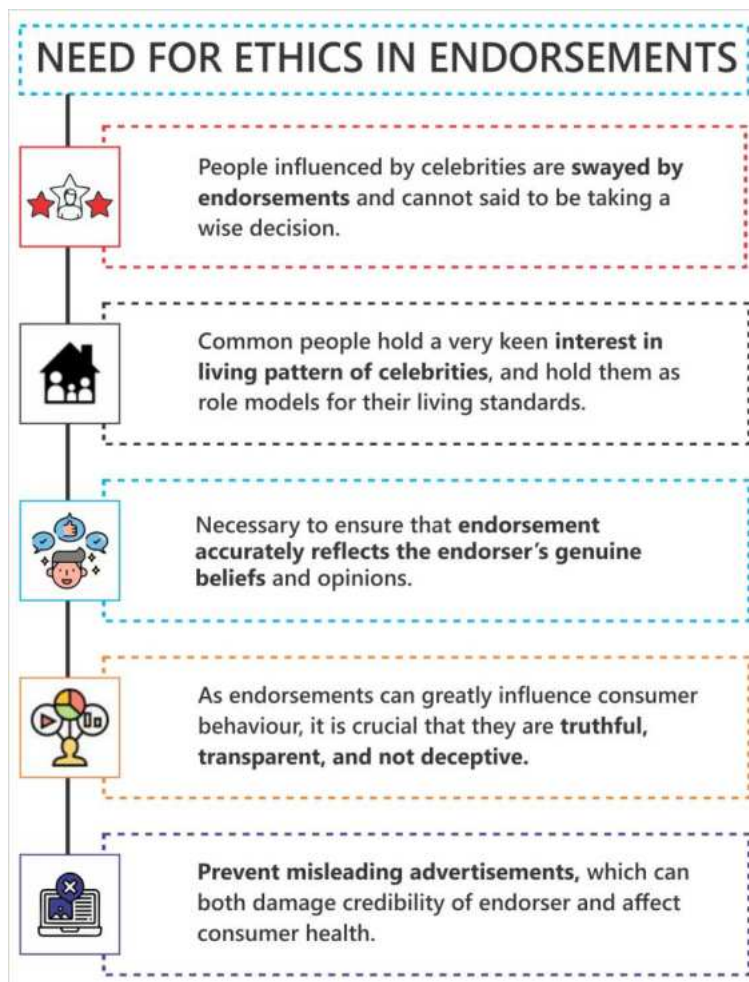 NEED FOR ETHICS IN ENDORSEMENTS
People influenced by celebrities are swayed by
endorsements and cannot said to be taking a
wise decision.
Common people hold a very keen interest in
living pattern of celebrities, and hold them as
role models for their living standards.
Necessary to ensure that endorsement
accurately reflects the endorser's genuine
beliefs and opinions.
As endorsements can greatly influence consumer
behaviour, it is crucial that they are truthful,
transparent, and not deceptive.
Prevent misleading advertisements, which can
both damage credibility of endorser and affect
consumer health.